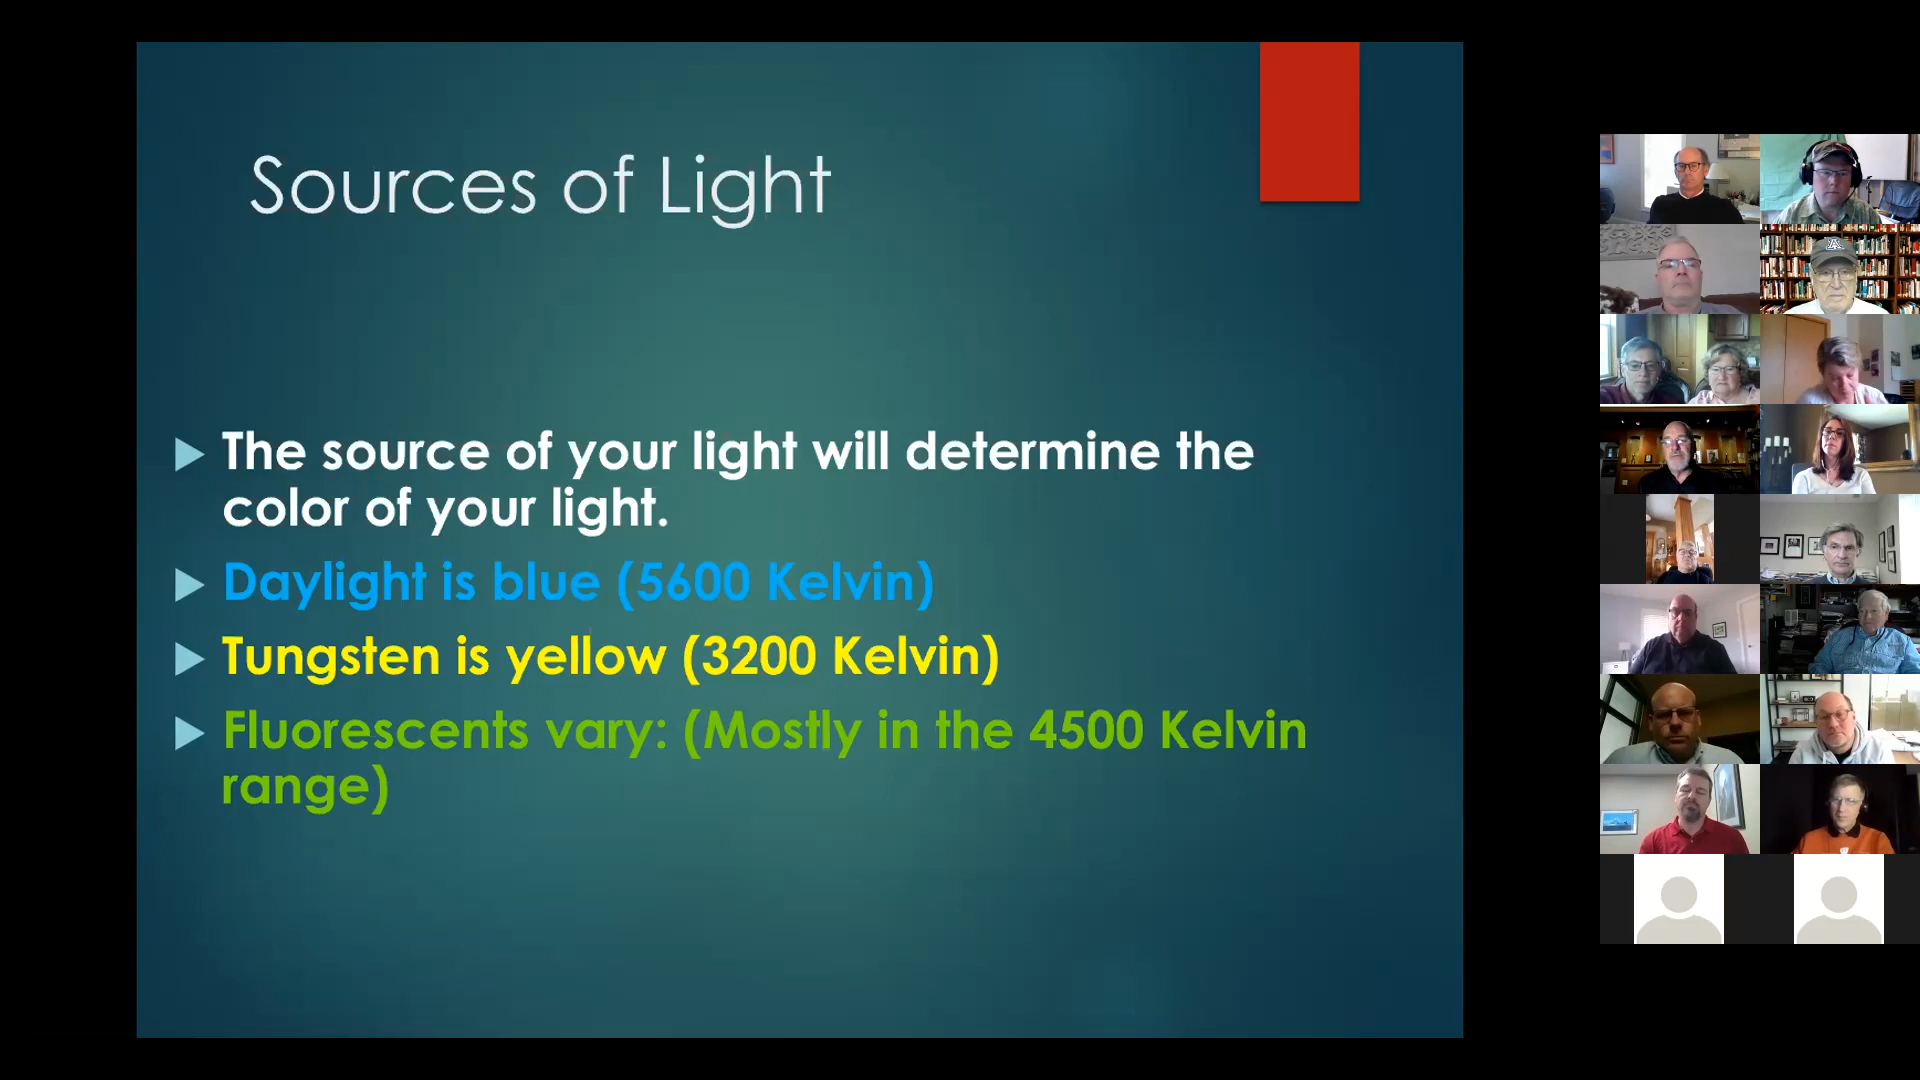 Sources of Light
The source of your light will determine the
color of your light.
Daylight is blue (5600 Kelvin)
Tungsten is yellow (3200 Kelvin)
Fluorescents vary: (Mostly in the 4500 Kelvin
range)
A
W